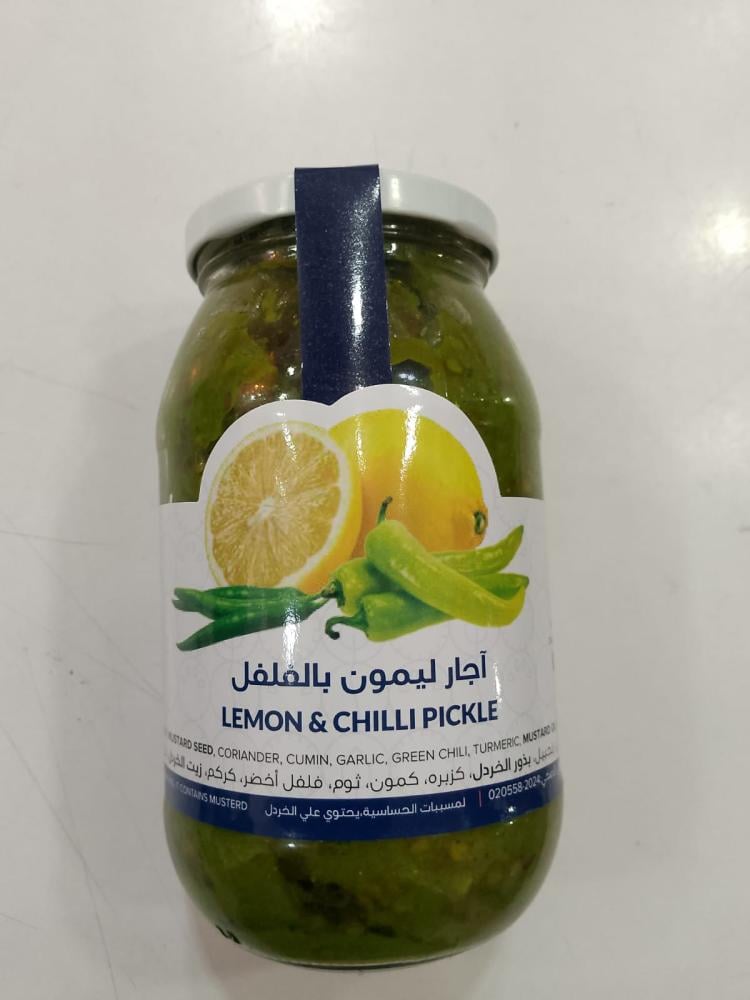 آجار ليمون بالفلفل
LEMON & CHILLI PICKLE
MUSTARD SEED, CORIANDER, CUMIN, GARLIC, GREEN CHILI, TURMERIC, MUSTARD
بذور الخردل، كزبره، كمون، ثوم، فلفل أخضر، كركم، زيت الخردل
IT CONTAINS MUSTERD لمسببات الحساسية،يحتوي علي الخردل 020558-2024